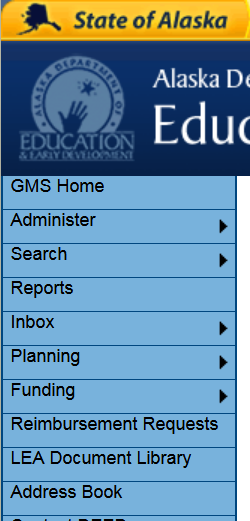 State of Alaska
ALASKA DEPARTMENT OF
EDUCATION
& EARLY DEVELOPMENT
Alaska De
Educ
GMS Home
Administer
Search
Reports
Inbox
Planning
Funding
Reimbursement Requests
LEA Document Library
Address Book